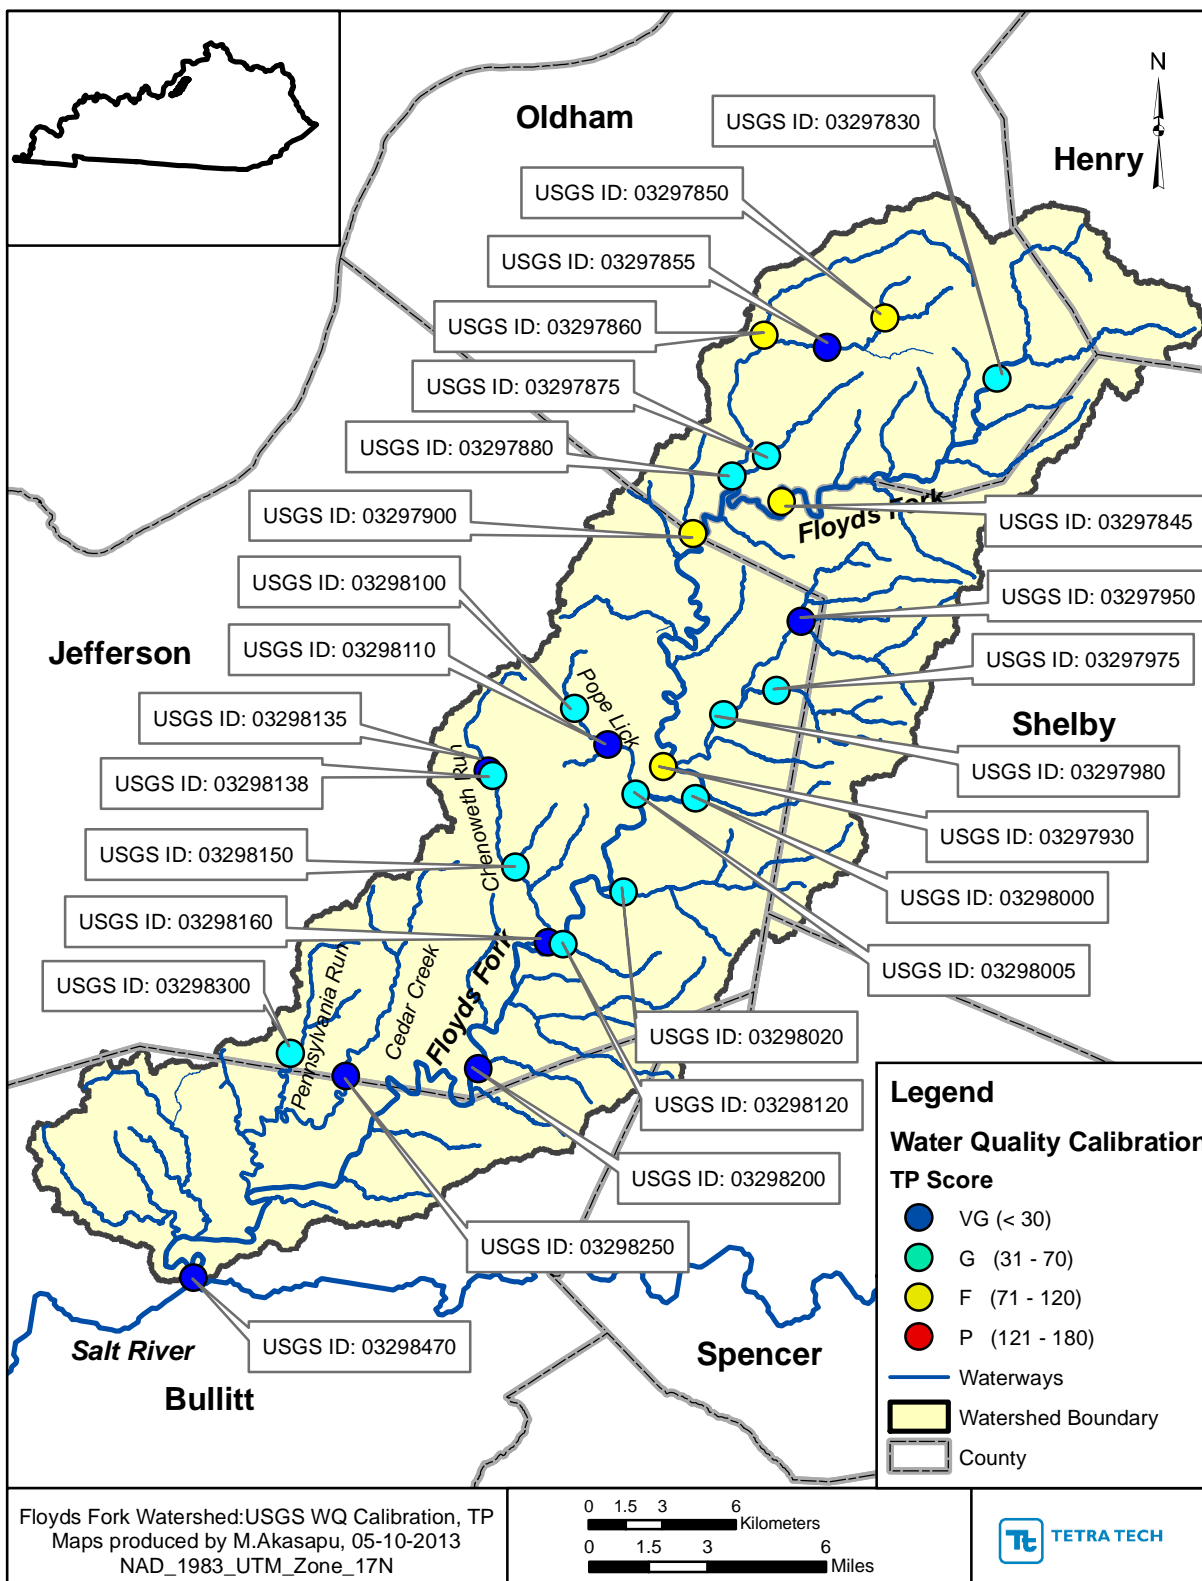 N
Oldham
USGS ID: 03297830
Henry
USGS ID: 03297850
USGS ID: 03297855
USGS ID: 03297860
USGS ID: 03297875
USGS ID: 03297880
USGS ID: 03297900
Floyds Fork
USGS ID: 03297845
USGS ID: 03298100
USGS ID: 03297950
Jefferson
USGS ID: 03298110
USGS ID: 03297975
Pope Lick
USGS ID: 03298135
Shelby
USGS ID: 03298138
USGS ID: 03297980
Chenoweth Run
USGS ID: 03297930
USGS ID: 03298150
USGS ID: 03298000
USGS ID: 03298160
USGS ID: 03298005
USGS ID: 03298300
Pennsylvania Run
Cedar Creek
Floyds Fork
USGS ID: 03298020
USGS ID: 03298120
USGS ID: 03298200
USGS ID: 03298250
USGS ID: 03298470
Salt River
Spencer
Bullitt
Legend
Water Quality Calibration
TP Score
VG (< 30)
G (31 - 70)
F (71 - 120)
P (121 - 180)
Waterways
Watershed Boundary
County
Floyds Fork Watershed:USGS WQ Calibration, TP
Maps produced by M.Akasapu, 05-10-2013
NAD_1983_UTM_Zone_17N
0 1.5 3 6
Kilometers
0 1.5 3 6
Miles
Tt TETRA TECH